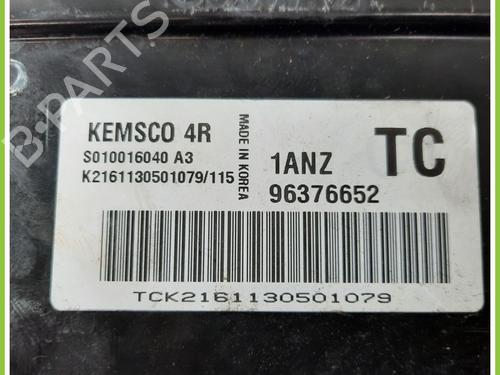 KEMSCO 4R
S010016040 A3
K2161130501079/115
MADE IN KOREA
1ANZ
TC
96376652
TCK2161130501079
B-PARTS